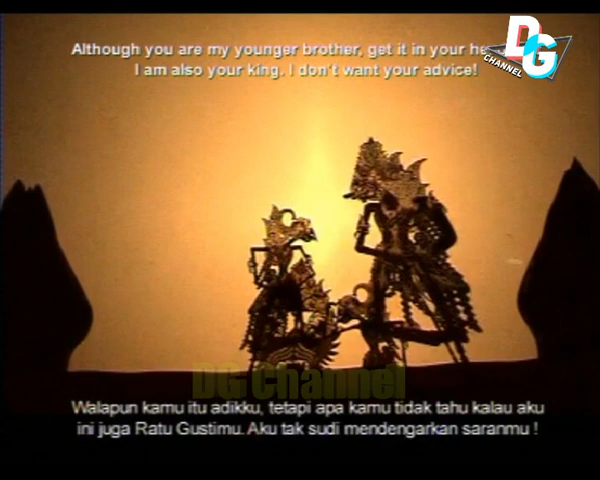 Although you are my younger brother, get it in your
I am also your king. I don't want your advice!
DG
CHANNEL
DG Channel
Walapun kamu itu adikku, tetapi apa kamu tidak tahu kalau aku
ini juga Ratu Gustimu. Aku tak sudi mendengarkan saranmu !